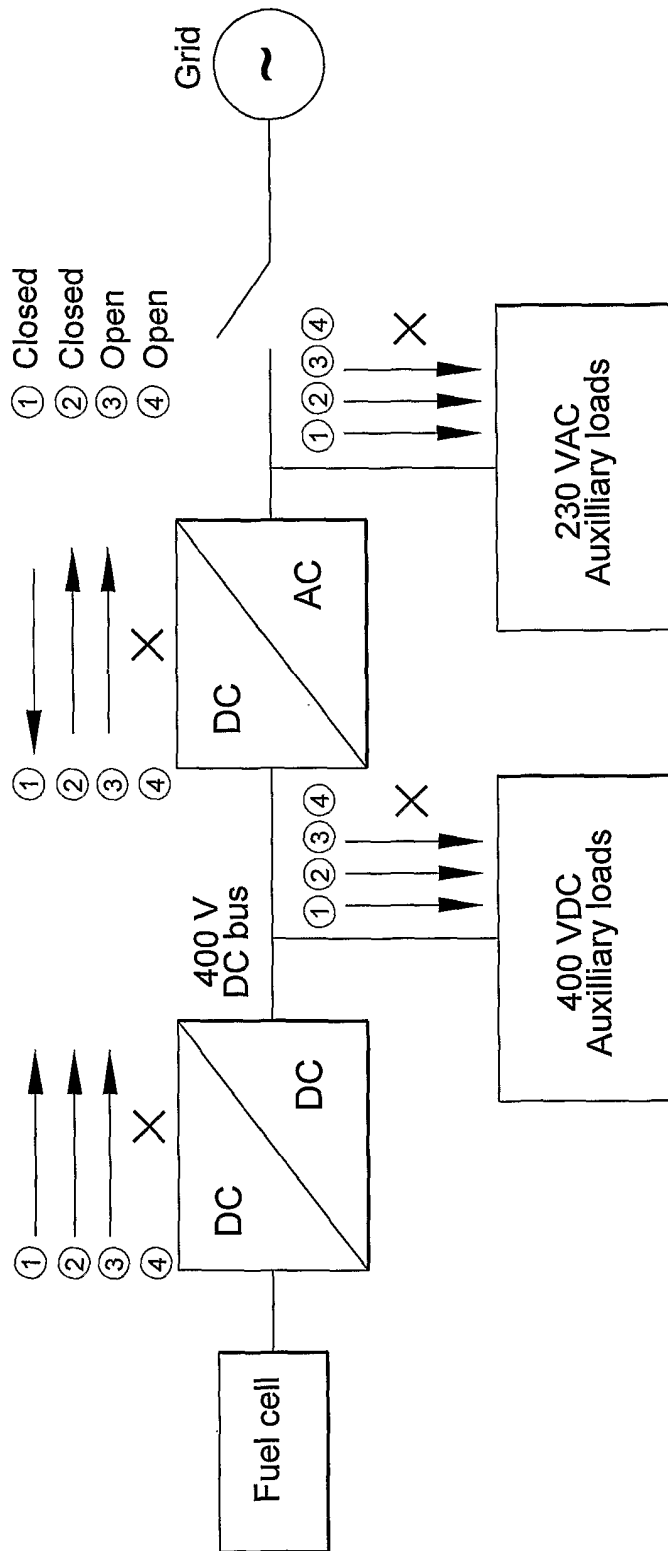 ① Closed
② Closed
③ Open
④ Open
Grid
~
①
②
③
④
①
②
③
④
DC
DC
400 V
DC bus
DC
AC
①②③④
①②③④
Fuel cell
400 VDC
Auxilliary loads
230 VAC
Auxilliary loads